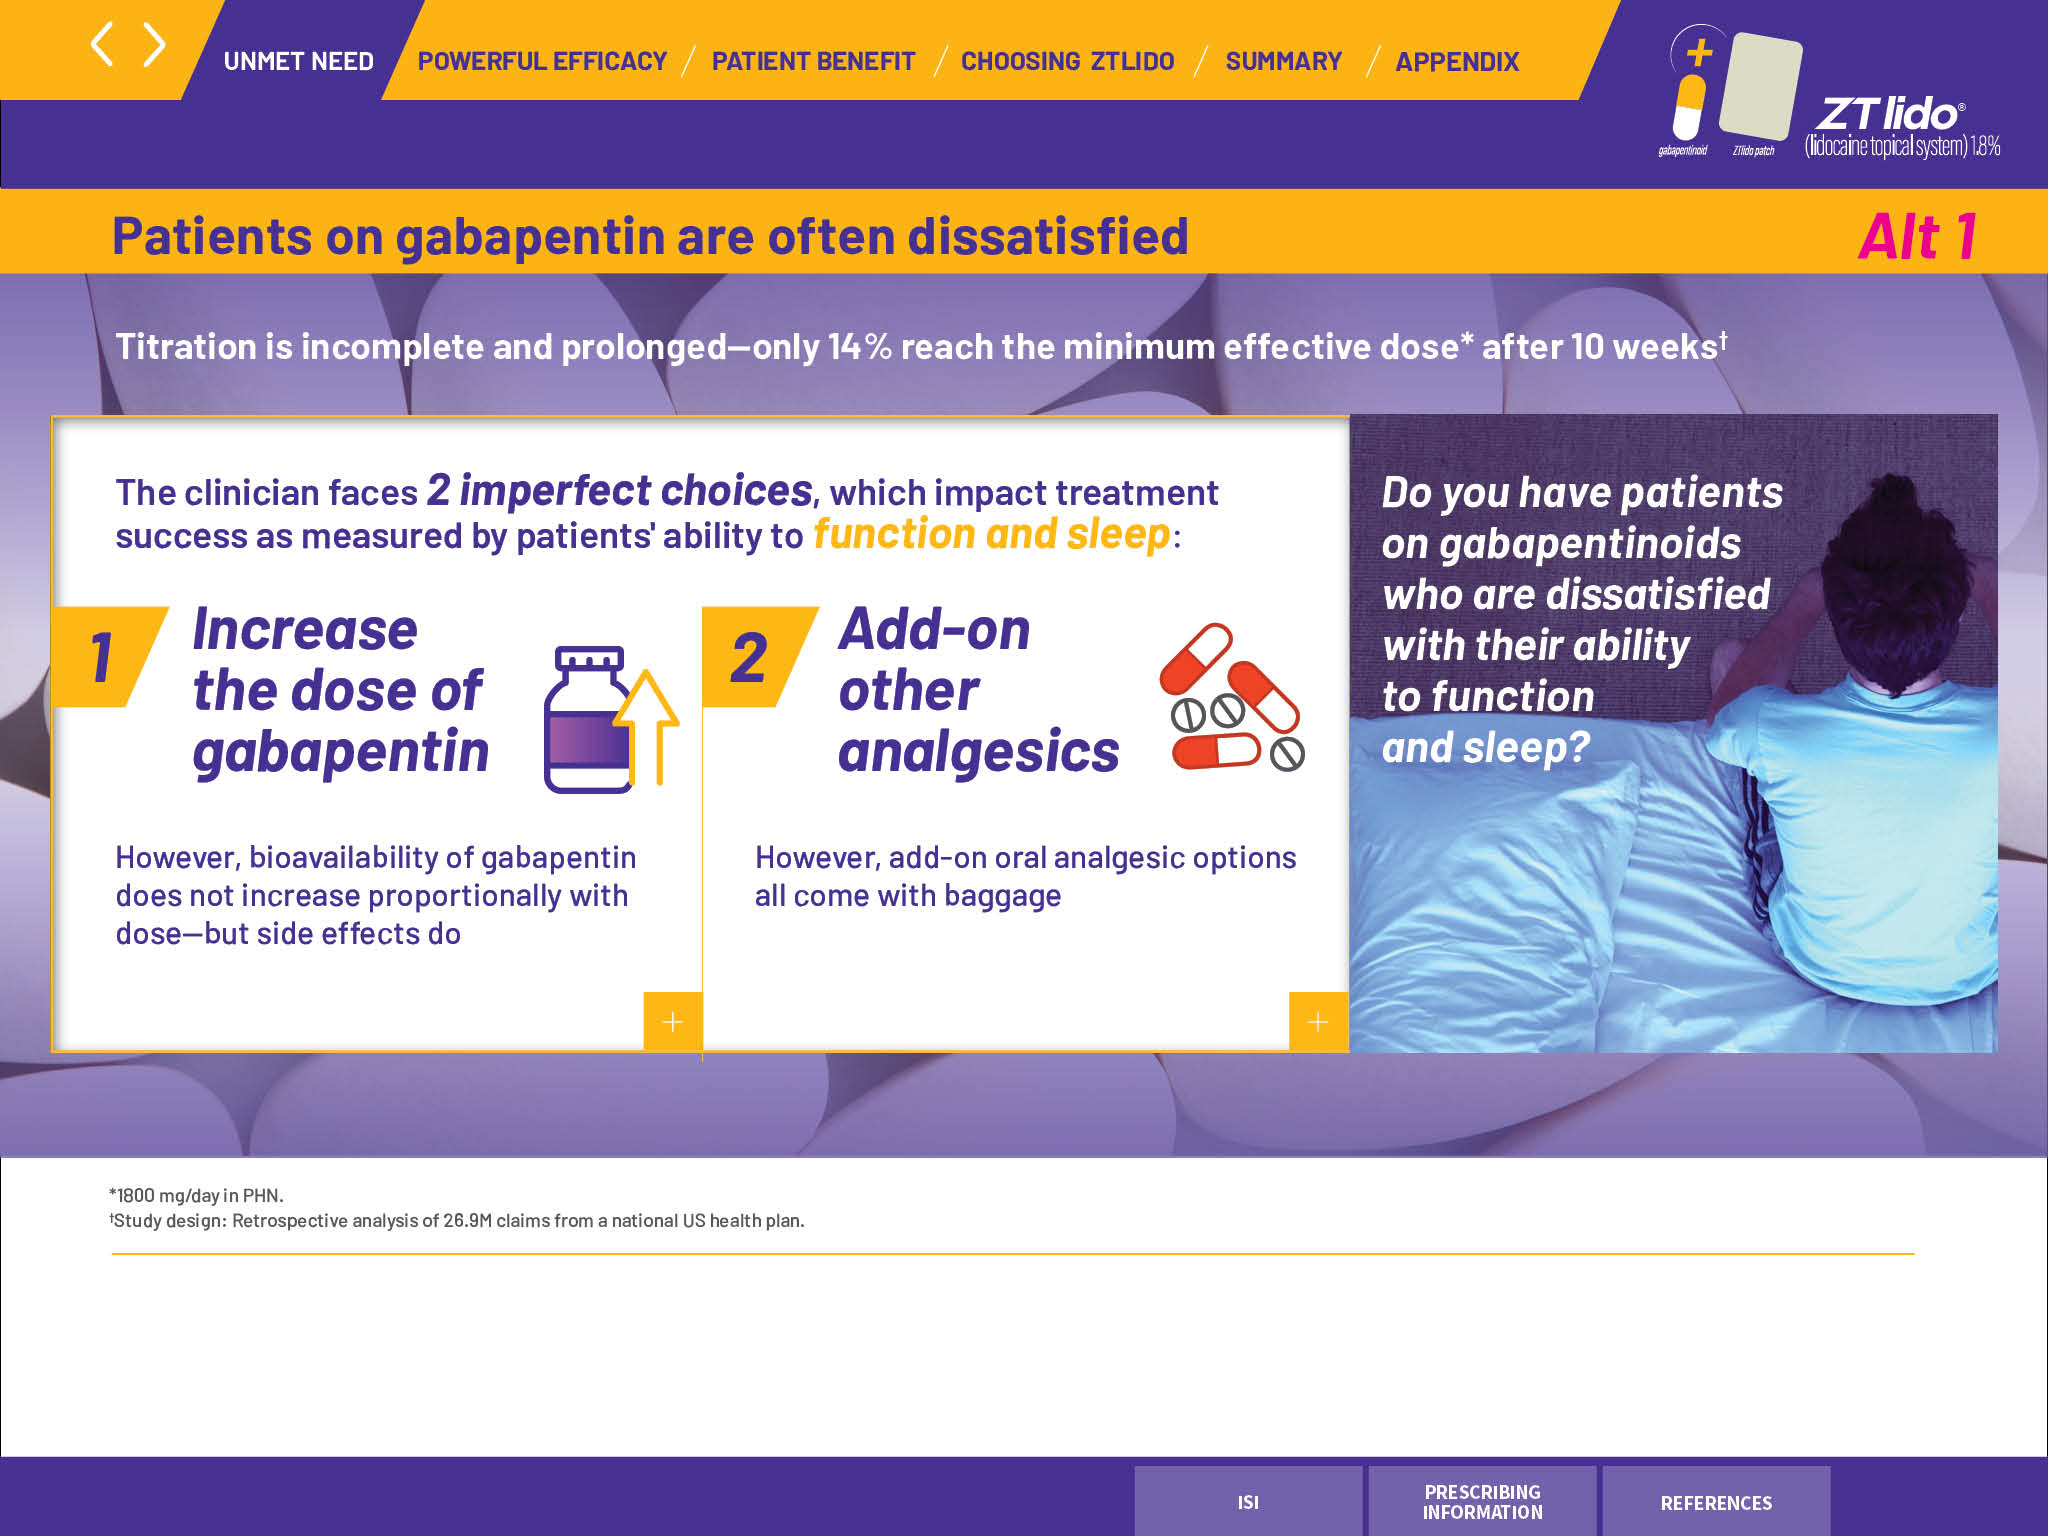 UNMET NEED
POWERFUL EFFICACY
PATIENT BENEFIT
CHOOSING ZTLIDO
SUMMARY
APPENDIX
gabapentinoid
ZTlido patch
ZTlido®
(lidocaine topical system) 1.8%
Patients on gabapentin are often dissatisfied
Alt 1
Titration is incomplete and prolonged—only 14% reach the minimum effective dose* after 10 weeks†
The clinician faces 2 imperfect choices, which impact treatment
success as measured by patients' ability to function and sleep:
1
Increase
the dose of
gabapentin
However, bioavailability of gabapentin
does not increase proportionally with
dose—but side effects do
+
2
Add-on
other
analgesics
However, add-on oral analgesic options
all come with baggage
+
Do you have patients
on gabapentinoids
who are dissatisfied
with their ability
to function
and sleep?
*1800 mg/day in PHN.
†Study design: Retrospective analysis of 26.9M claims from a national US health plan.
ISI
PRESCRIBING
INFORMATION
REFERENCES